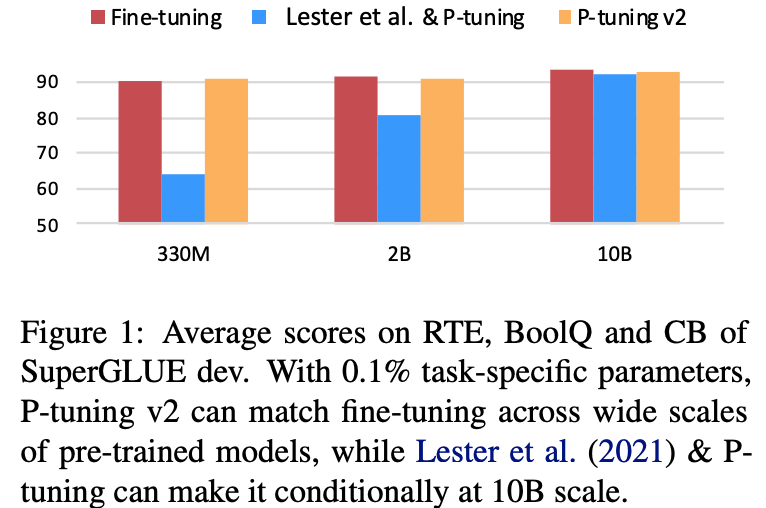 Fine-tuning Lester et al. & P-tuning P-tuning v2
90
80
70
60
50
330M 2B 10B
Figure 1: Average scores on RTE, BoolQ and CB of
SuperGLUE dev. With 0.1% task-specific parameters,
P-tuning v2 can match fine-tuning across wide scales
of pre-trained models, while Lester et al. (2021) & P-
tuning can make it conditionally at 10B scale.